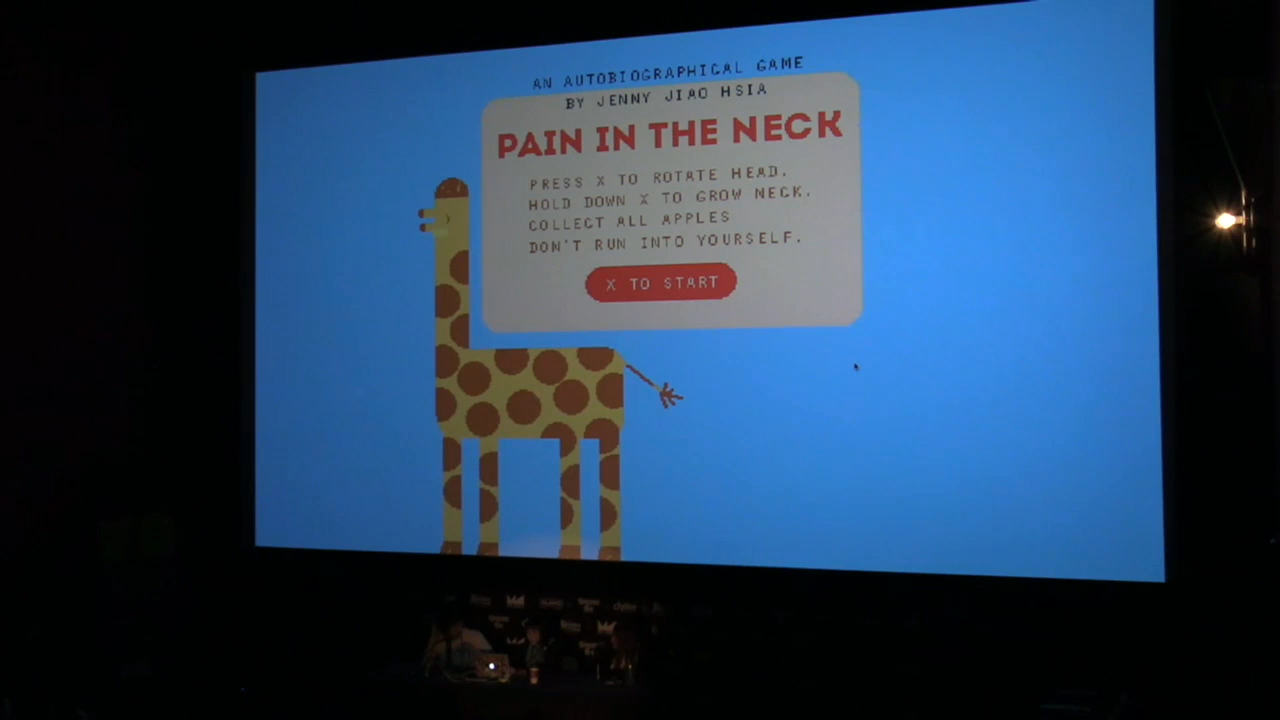 AN AUTOBIOGRAPHICAL GAME
BY JENNY JIAO HSIA
PAIN IN THE NECK
PRESS X TO ROTATE HEAD.
HOLD DOWN X TO GROW NECK.
COLLECT ALL APPLES
DON'T RUN INTO YOURSELF.
X TO START